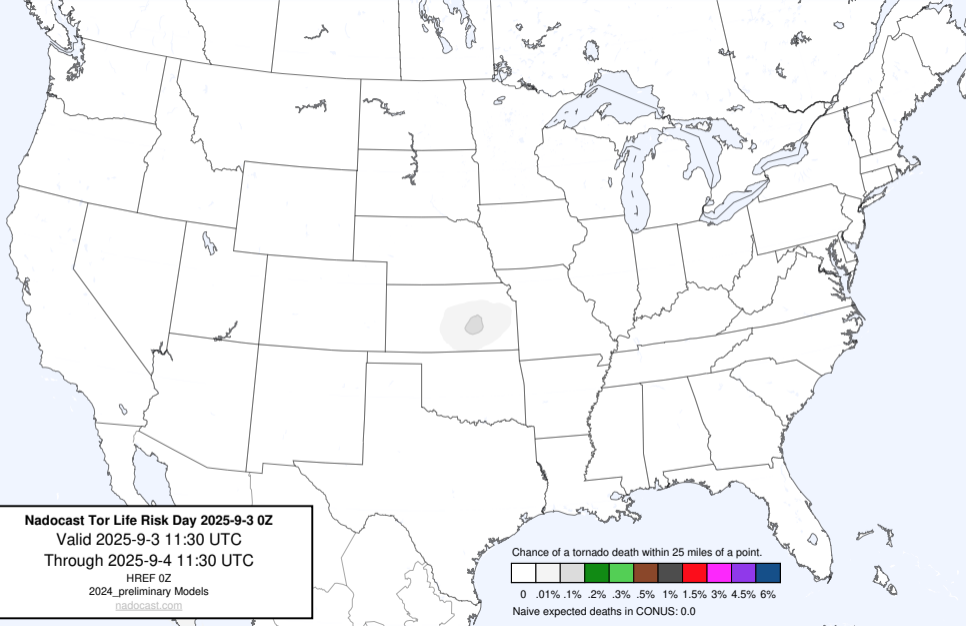 Nadocast Tor Life Risk Day 2025-9-3 0Z
Valid 2025-9-3 11:30 UTC
Through 2025-9-4 11:30 UTC
HREF 0Z
2024_preliminary Models
nadocast.com
Chance of a tornado death within 25 miles of a point.
0 .01% .1% .2% .3% .5% 1% 1.5% 3% 4.5% 6%
Naive expected deaths in CONUS: 0.0